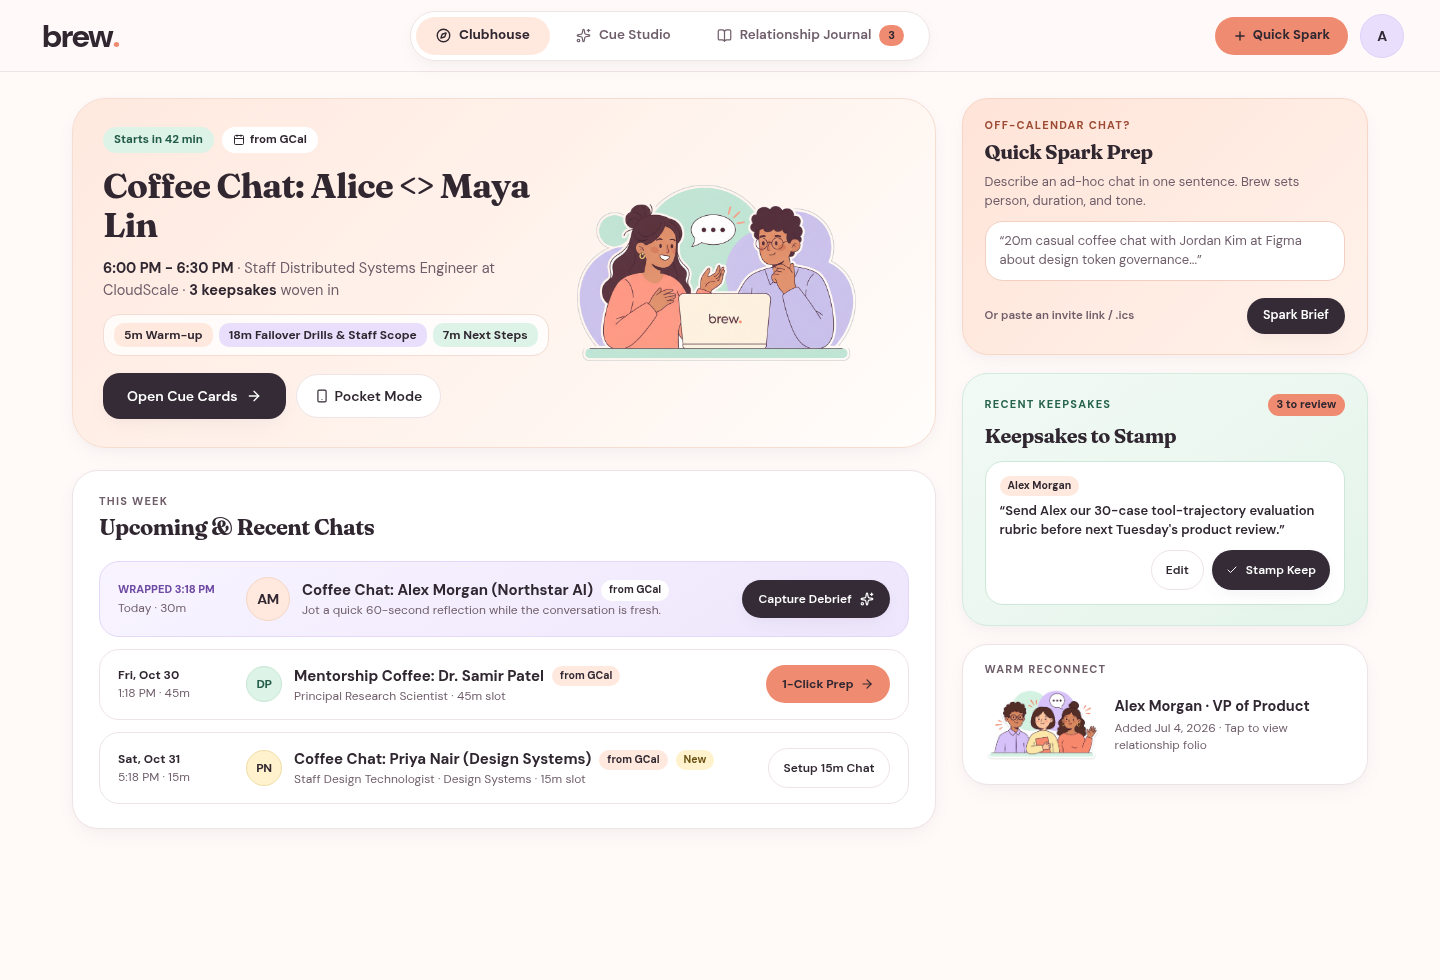 brew.
Clubhouse
Cue Studio
Relationship Journal 3
Quick Spark
A
Starts in 42 min
from GCal
Coffee Chat: Alice <> Maya
Lin
6:00 PM – 6:30 PM · Staff Distributed Systems Engineer at
CloudScale · 3 keepsakes woven in
5m Warm-up
18m Failover Drills & Staff Scope
7m Next Steps
Open Cue Cards
Pocket Mode
brew.
THIS WEEK
Upcoming & Recent Chats
WRAPPED 3:18 PM
Today · 30m
AM
Coffee Chat: Alex Morgan (Northstar AI) from GCal
Jot a quick 60-second reflection while the conversation is fresh.
Capture Debrief
Fri, Oct 30
1:18 PM · 45m
DP
Mentorship Coffee: Dr. Samir Patel from GCal
Principal Research Scientist · 45m slot
1-Click Prep
Sat, Oct 31
5:18 PM · 15m
PN
Coffee Chat: Priya Nair (Design Systems) from GCal New
Staff Design Technologist · Design Systems · 15m slot
Setup 15m Chat
OFF-CALENDAR CHAT?
Quick Spark Prep
Describe an ad-hoc chat in one sentence. Brew sets
person, duration, and tone.
“20m casual coffee chat with Jordan Kim at Figma
about design token governance…”
Or paste an invite link / .ics
Spark Brief
RECENT KEEPSAKES
3 to review
Keepsakes to Stamp
Alex Morgan
“Send Alex our 30-case tool-trajectory evaluation
rubric before next Tuesday's product review.”
Edit
Stamp Keep
WARM RECONNECT
Alex Morgan · VP of Product
Added Jul 4, 2026 · Tap to view
relationship folio